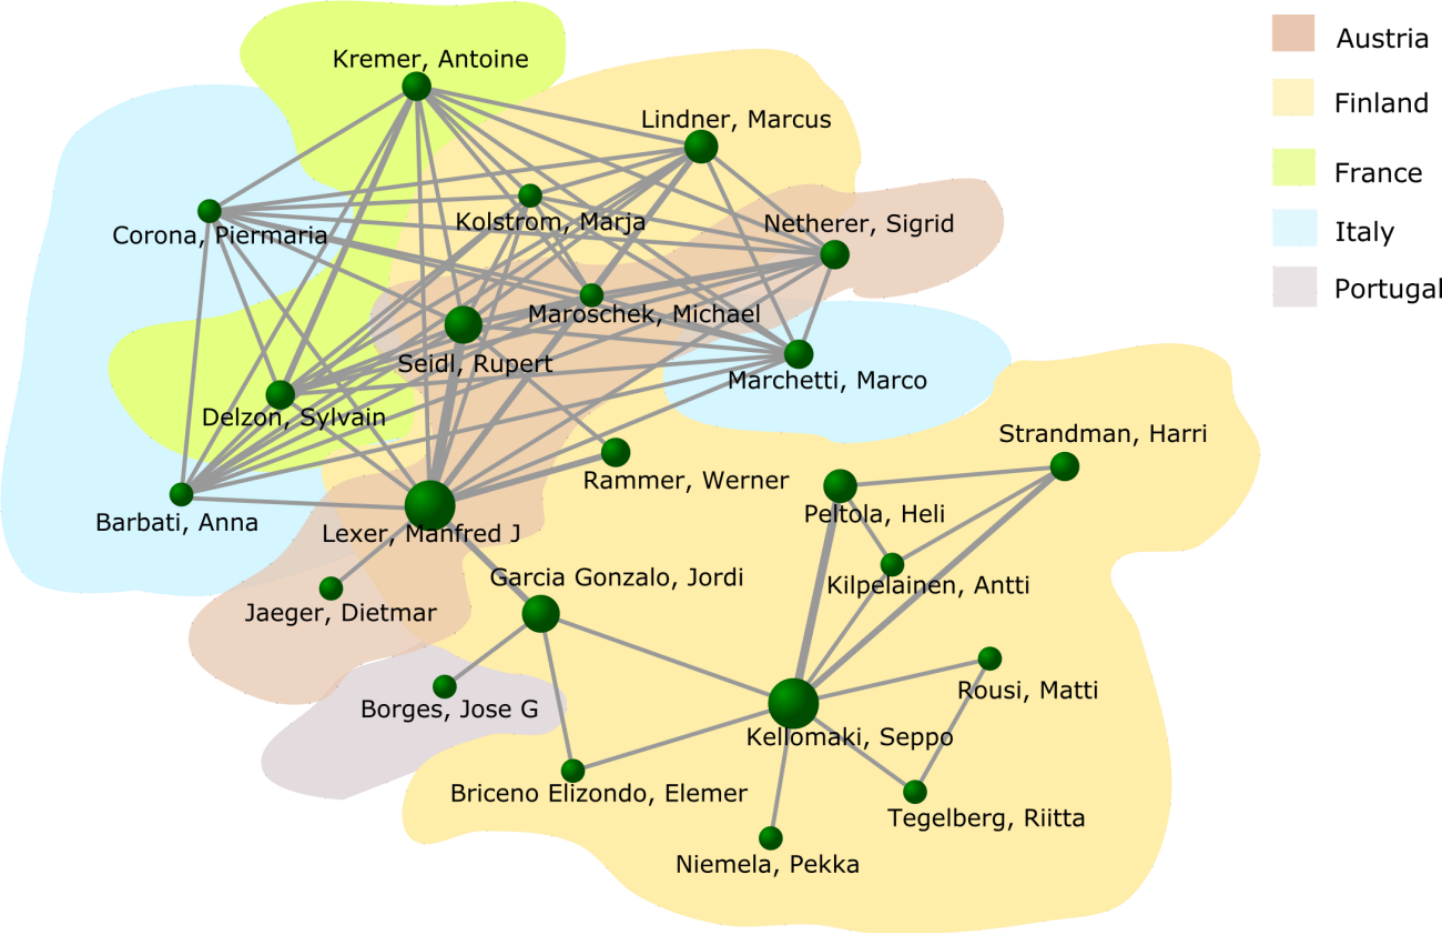 Kremer, Antoine
Lindner, Marcus
Corona, Piermaria
Kolstrom, Marja
Netherer, Sigrid
Maroschek, Michael
Seidl, Rupert
Marchetti, Marco
Delzon, Sylvain
Strandman, Harri
Rammer, Werner
Peltola, Heli
Barbati, Anna
Lexer, Manfred J
Garcia Gonzalo, Jordi
Kilpelainen, Antti
Jaeger, Dietmar
Rousi, Matti
Borges, Jose G
Kellomaki, Seppo
Briceno Elizondo, Elemer
Tegelberg, Riitta
Niemela, Pekka
Austria
Finland
France
Italy
Portugal